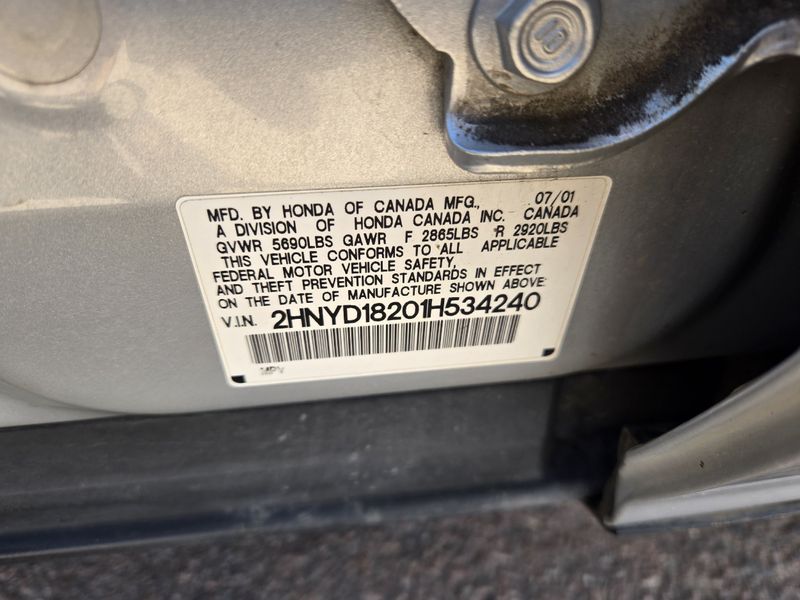 MFD. BY HONDA OF CANADA MFG., 07/01
A DIVISION OF HONDA CANADA INC. CANADA
GVWR 5690LBS GAWR F 2865LBS R 2920LBS
THIS VEHICLE CONFORMS TO ALL APPLICABLE
FEDERAL MOTOR VEHICLE SAFETY,
AND THEFT PREVENTION STANDARDS IN EFFECT
ON THE DATE OF MANUFACTURE SHOWN ABOVE.
V.I.N. 2HNYD18201H534240
MPV